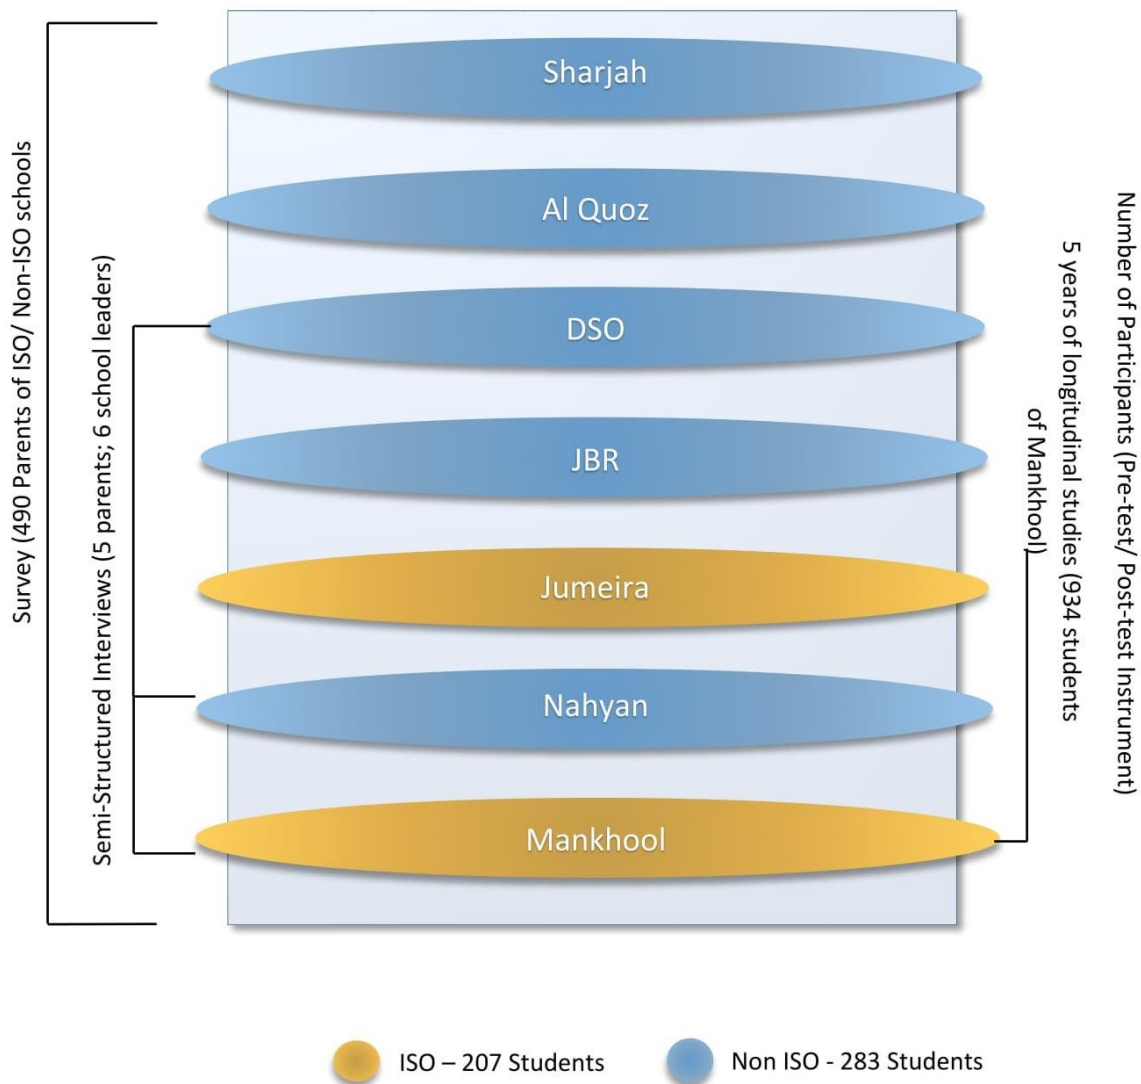 Survey (490 Parents of ISO/ Non-ISO schools
Semi-Structured Interviews (5 parents; 6 school leaders)
Sharjah
Al Quoz
DSO
JBR
Jumeira
Nahyan
Mankhool
Number of Participants (Pre-test/ Post-test Instrument)
5 years of longitudinal studies (934 students
of Mankhool)
ISO – 207 Students
Non ISO - 283 Students